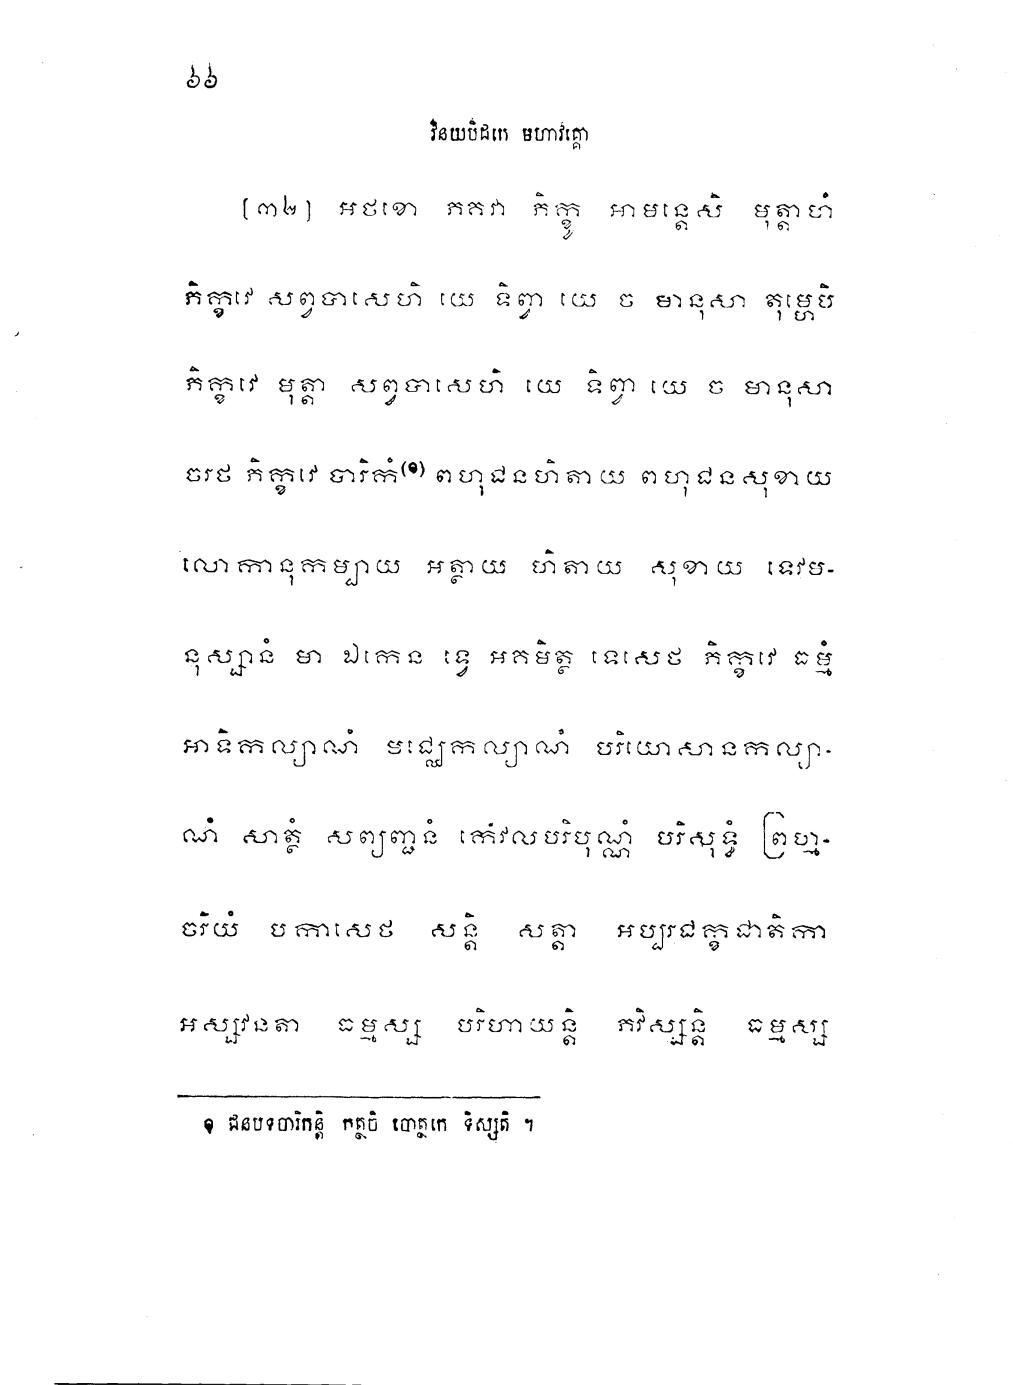 ៦៦
វិនយបិដកេ មហាវគ្គោ
[៣៤] អថខោ ភគវា ភិក្ខូ អាមន្តេសិ មុត្តាហំ
ភិក្ខវេ សព្វបាសេហិ យេ ទិព្វា យេ ច មានុសា តុម្ហេបិ
ភិក្ខវេ មុត្តា សព្វបាសេហិ យេ ទិព្វា យេ ច មានុសា
ចរថ ភិក្ខវេ ចារិកំ(១) ពហុជនហិតាយ ពហុជនសុខាយ
លោកានុកម្បាយ អត្ថាយ ហិតាយ សុខាយ ទេវម-
នុស្សានំ មា ឯកេន ទ្វេ អគមិត្ថ ទេសេថ ភិក្ខវេ ធម្មំ
អាទិកល្យាណំ មជ្ឈេកល្យាណំ បរិយោសានកល្យា-
ណំ សាត្ថំ សព្យញ្ជនំ កេវលបរិបុណ្ណំ បរិសុទ្ធំ ព្រហ្ម-
ចរិយំ បកាសេថ សន្តិ សត្តា អប្បរជក្ខជាតិកា
អស្សវនតា ធម្មស្ស បរិហាយន្តិ ភវិស្សន្តិ ធម្មស្ស
១ ជនបទចារិកន្តិ កត្ថចិ បោត្ថកេ ទិស្សតិ ។